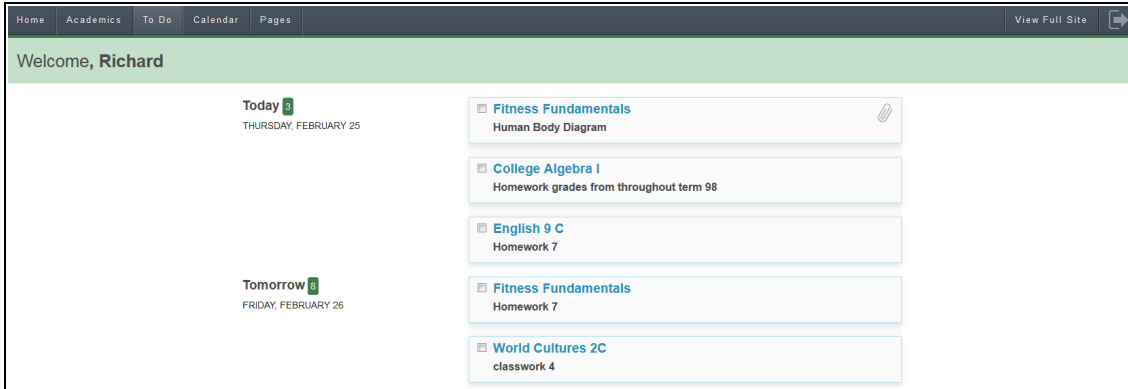 Home Academics To Do Calendar Pages View Full Site
Welcome, Richard
Today 3
THURSDAY, FEBRUARY 25
Fitness Fundamentals
Human Body Diagram
College Algebra I
Homework grades from throughout term 98
English 9 C
Homework 7
Tomorrow 8
FRIDAY, FEBRUARY 26
Fitness Fundamentals
Homework 7
World Cultures 2C
classwork 4